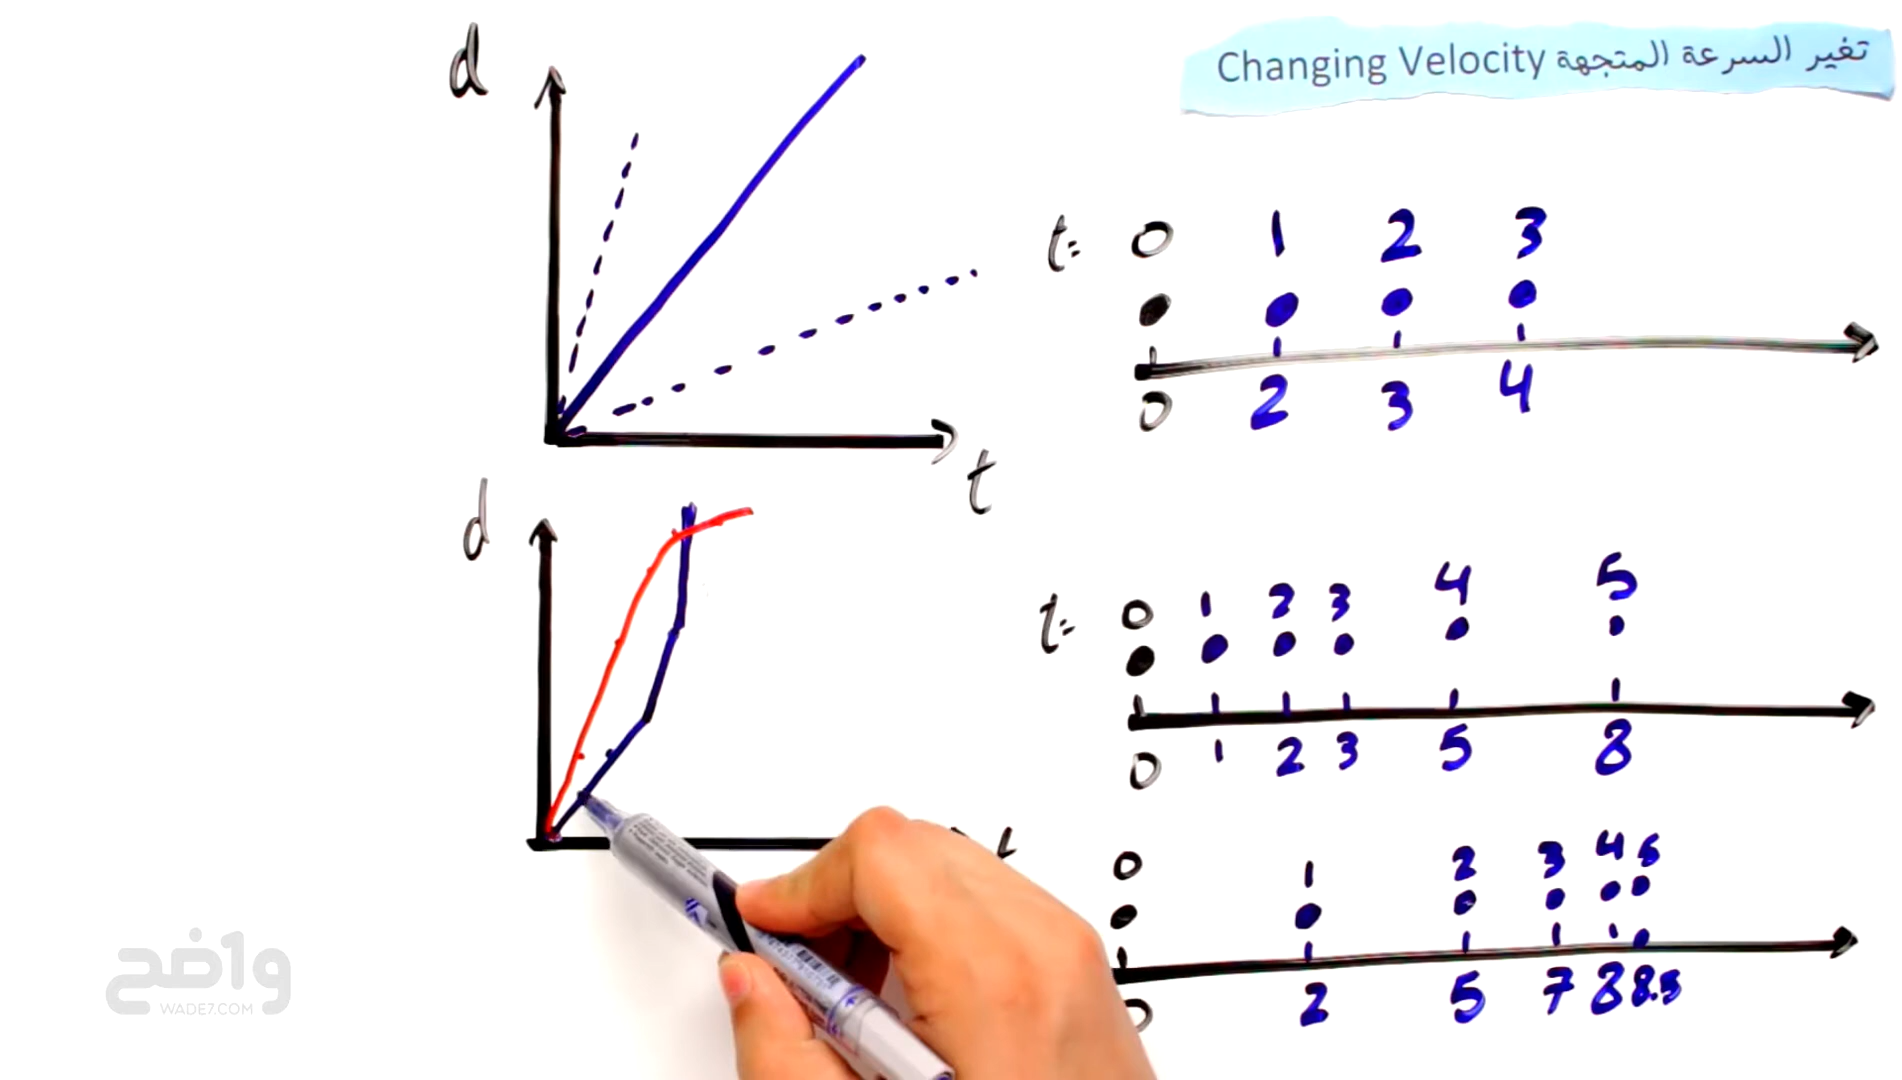 تغير السرعة المتجهة Changing Velocity
d
t
t= 0 1 2 3
0 2 3 4
d
t= 0 1 2 3 4 5
0 1 2 3 5 8
0 1 2 3 4
0 2 5 7 8 8.5
واضح
WADE7.COM